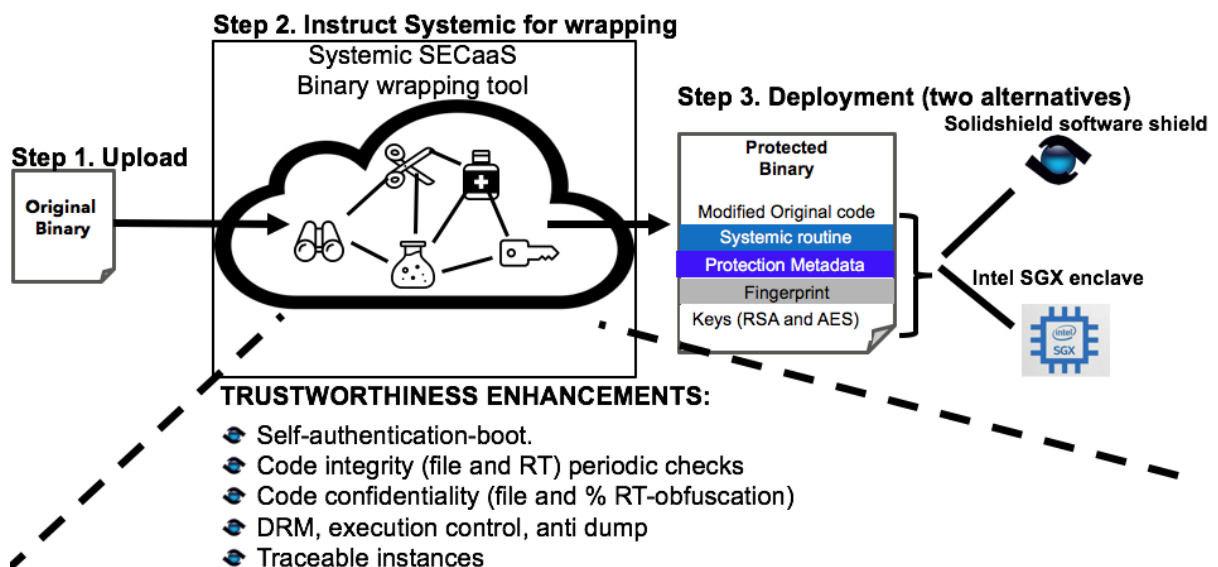 Step 2. Instruct Systemic for wrapping
Systemic SECaaS
Binary wrapping tool
Step 3. Deployment (two alternatives)
Solidshield software shield
Step 1. Upload
Original
Binary
Protected
Binary
Modified Original code
Systemic routine
Protection Metadata
Fingerprint
Keys (RSA and AES)
Intel SGX enclave
intel
SGX
TRUSTWORTHINESS ENHANCEMENTS:
Self-authentication-boot.
Code integrity (file and RT) periodic checks
Code confidentiality (file and % RT-obfuscation)
DRM, execution control, anti dump
Traceable instances